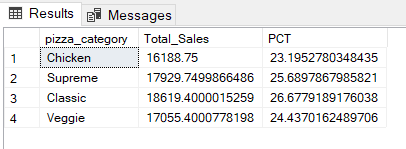 Results Messages
pizza_category Total_Sales PCT
1 Chicken 16188.75 23.1952780348435
2 Supreme 17929.7499866486 25.6897867985821
3 Classic 18619.4000015259 26.6779189176038
4 Veggie 17055.4000778198 24.4370162489706